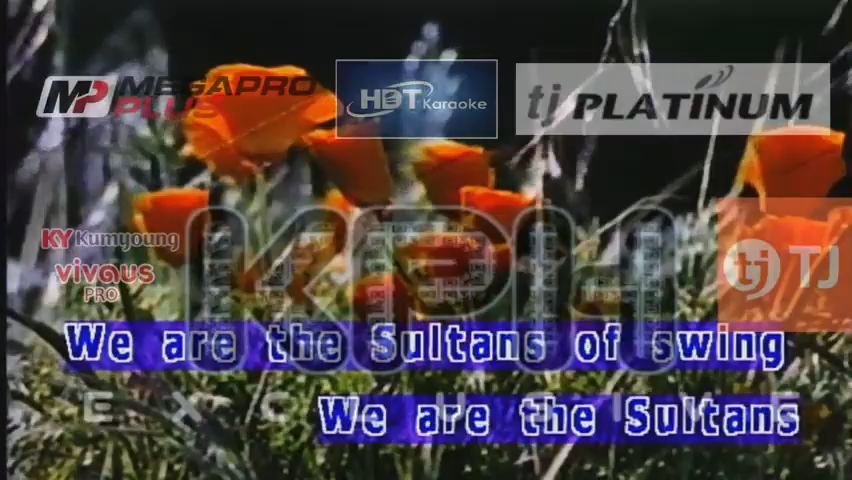 MP MEGAPRO
PLUS
HDT Karaoke
tj PLATINUM
KY Kumyoung
vivaus
PRO
tj TJ
KPH
We are the Sultans of swing
We are the Sultans